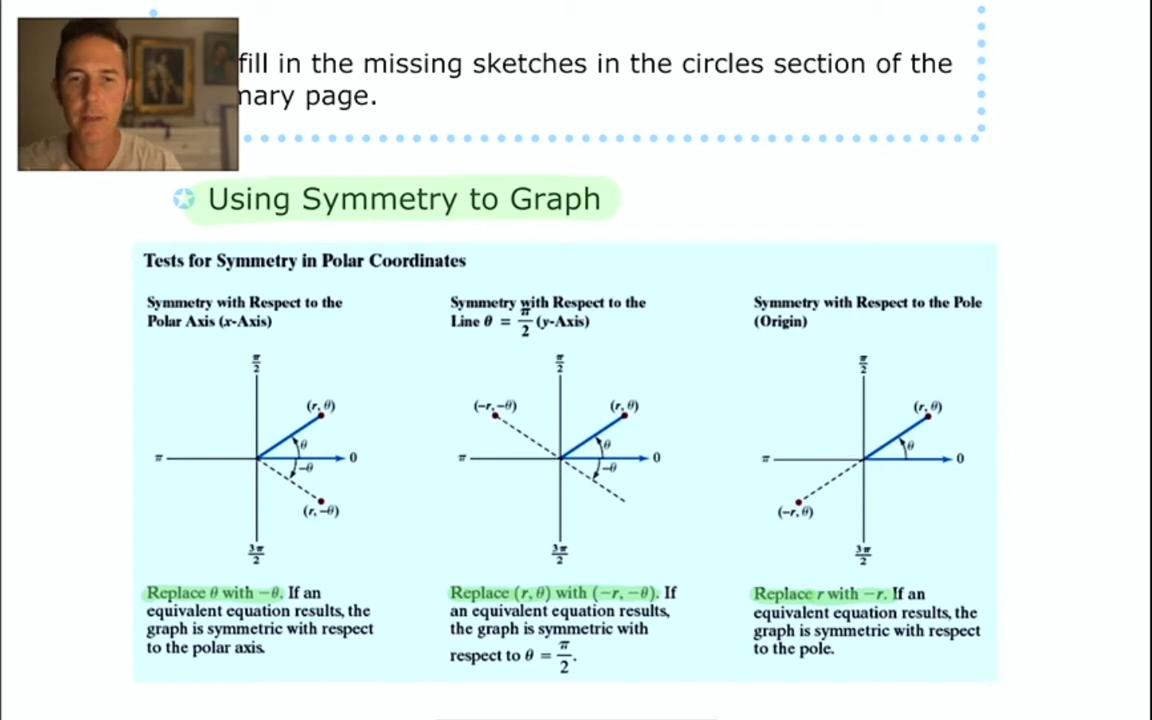 fill in the missing sketches in the circles section of the
nary page.
Using Symmetry to Graph
Tests for Symmetry in Polar Coordinates
Symmetry with Respect to the
Polar Axis (x-Axis)
π/2
(r, θ)
θ
π
0
−θ
(r, −θ)
3π/2
Replace θ with −θ. If an
equivalent equation results, the
graph is symmetric with respect
to the polar axis.
Symmetry with Respect to the
Line θ = π/2 (y-Axis)
π/2
(−r, −θ)
(r, θ)
θ
π
0
−θ
3π/2
Replace (r, θ) with (−r, −θ). If
an equivalent equation results,
the graph is symmetric with
respect to θ = π/2.
Symmetry with Respect to the Pole
(Origin)
π/2
(r, θ)
θ
π
0
(−r, θ)
3π/2
Replace r with −r. If an
equivalent equation results, the
graph is symmetric with respect
to the pole.